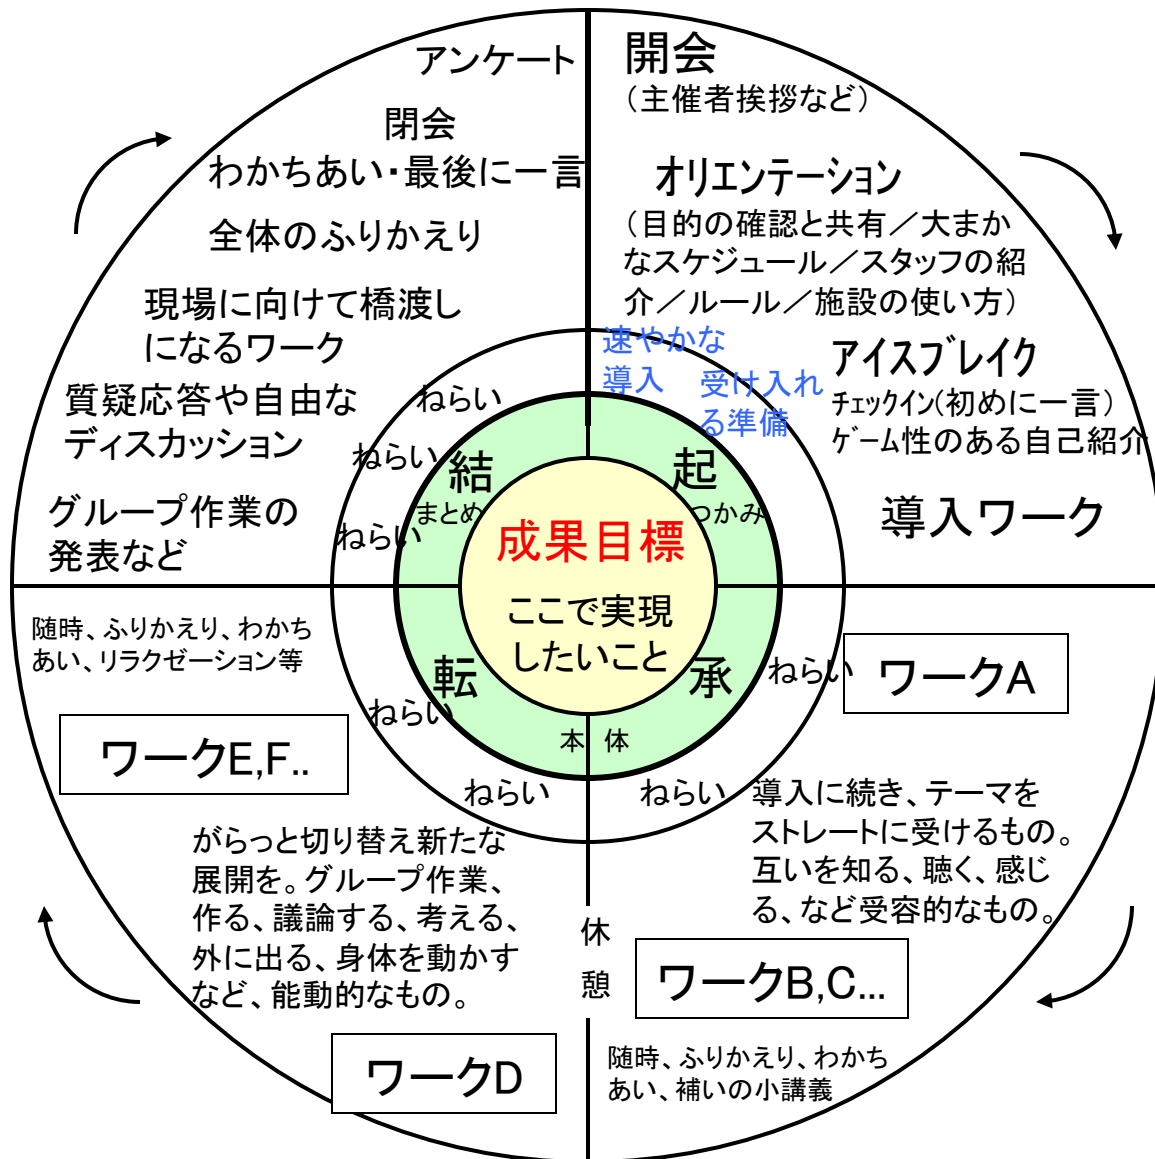 開会
（主催者挨拶など）
オリエンテーション
（目的の確認と共有／大まか
なスケジュール／スタッフの紹
介／ルール／施設の使い方）
アイスブレイク
チェックイン(初めに一言）
ゲーム性のある自己紹介
導入ワーク
速やかな
導入
受け入れ
る準備
起
つかみ
成果目標
ここで実現
したいこと
承
ねらい
ワークA
本体
ねらい
導入に続き、テーマを
ストレートに受けるもの。
互いを知る、聴く、感じ
る、など受容的なもの。
ワークB,C...
随時、ふりかえり、わかち
あい、補いの小講義
休
憩
ワークD
ねらい
がらっと切り替え新たな
展開を。グループ作業、
作る、議論する、考える、
外に出る、身体を動かす
など、能動的なもの。
転
ねらい
ワークE,F..
随時、ふりかえり、わかち
あい、リラクゼーション等
結
まとめ
ねらい
ねらい
ねらい
グループ作業の
発表など
質疑応答や自由な
ディスカッション
現場に向けて橋渡し
になるワーク
全体のふりかえり
閉会
わかちあい・最後に一言
アンケート